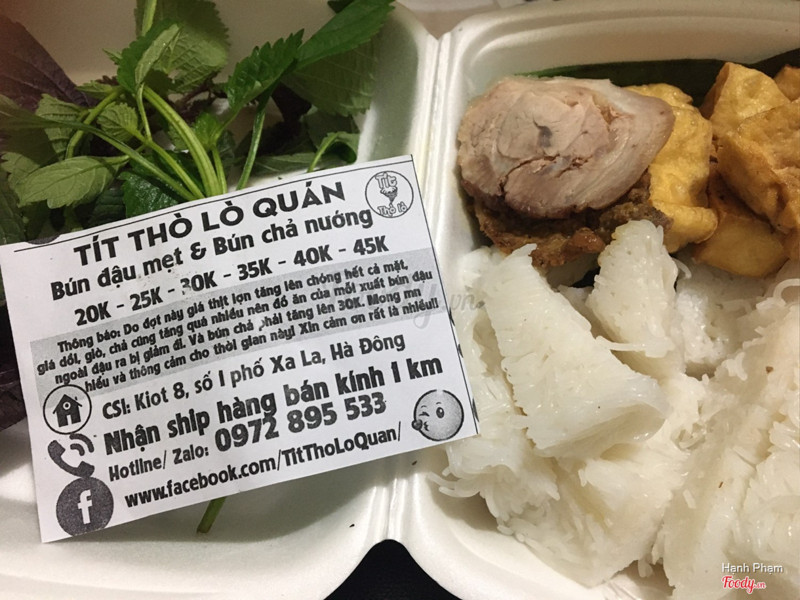 TÍT THÒ LÒ QUÁN
Tít
Thò lò
Bún đậu mẹt & Bún chả nướng
20K - 25K - 30K - 35K - 40K - 45K
Thông báo: Do đợt này giá thịt lợn tăng lên chóng hết cả mặt,
giá dồi, giò, chả cũng tăng quá nhiều nên đồ ăn của mỗi xuất bún đậu
ngoài đậu ra bị giảm đi. Và bún chả phải tăng lên 30K. Mong mn
hiểu và thông cảm cho thời gian này! Xin cảm ơn rất là nhiều!!
CS1: Kiot 8, số 1 phố Xa La, Hà Đông
Nhận ship hàng bán kính 1 km
Hotline/ Zalo: 0972 895 533
f
www.facebook.com/TitThoLoQuan/
Hanh Phạm
Foody.vn